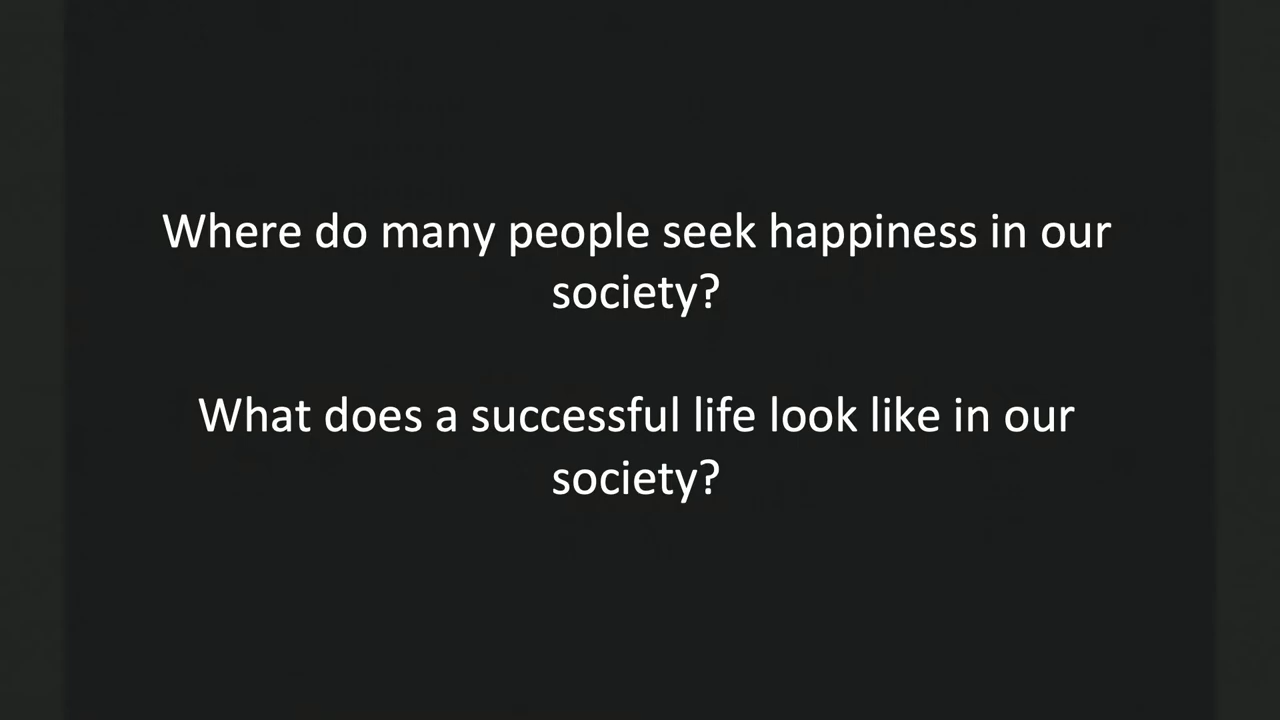 Where do many people seek happiness in our
society?
What does a successful life look like in our
society?